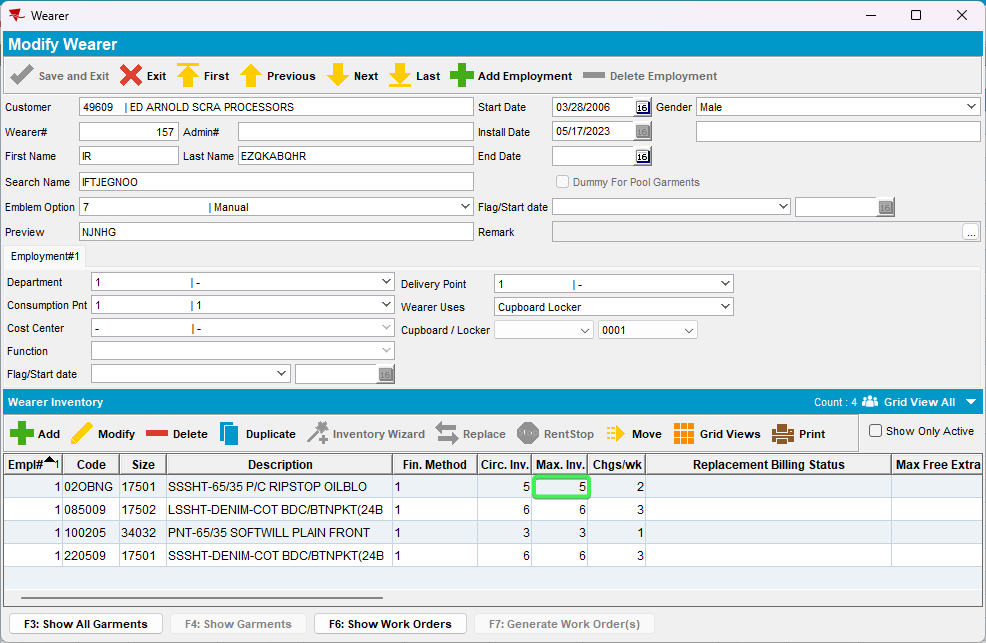 Wearer
Modify Wearer
Save and Exit Exit First Previous Next Last Add Employment Delete Employment
Customer 49609 | ED ARNOLD SCRA PROCESSORS Start Date 03/28/2006 16 Gender Male
Wearer# 157 Admin# Install Date 05/17/2023 16
First Name IR Last Name EZQKABQHR End Date 16
Search Name IFTJEGNOO Dummy For Pool Garments
Emblem Option 7 | Manual Flag/Start date 16
Preview NJNHG Remark ...
Employment#1
Department 1 | - Delivery Point 1 | -
Consumption Pnt 1 | 1 Wearer Uses Cupboard Locker
Cost Center - | - Cupboard / Locker 0001
Function
Flag/Start date 16
Wearer Inventory Count : 4 Grid View All
Add Modify Delete Duplicate Inventory Wizard Replace RentStop Move Grid Views Print Show Only Active
Empl# 1 Code Size Description Fin. Method Circ. Inv. Max. Inv. Chgs/wk Replacement Billing Status Max Free Extra
1 02OBNG 17501 SSSHT-65/35 P/C RIPSTOP OILBLO 1 5 5 2
1 085009 17502 LSSHT-DENIM-COT BDC/BTNPKT(24B 1 6 6 3
1 100205 34032 PNT-65/35 SOFTWILL PLAIN FRONT 1 3 3 1
1 220509 17501 SSSHT-DENIM-COT BDC/BTNPKT(24B 1 6 6 3
F3: Show All Garments F4: Show Garments F6: Show Work Orders F7: Generate Work Order(s)